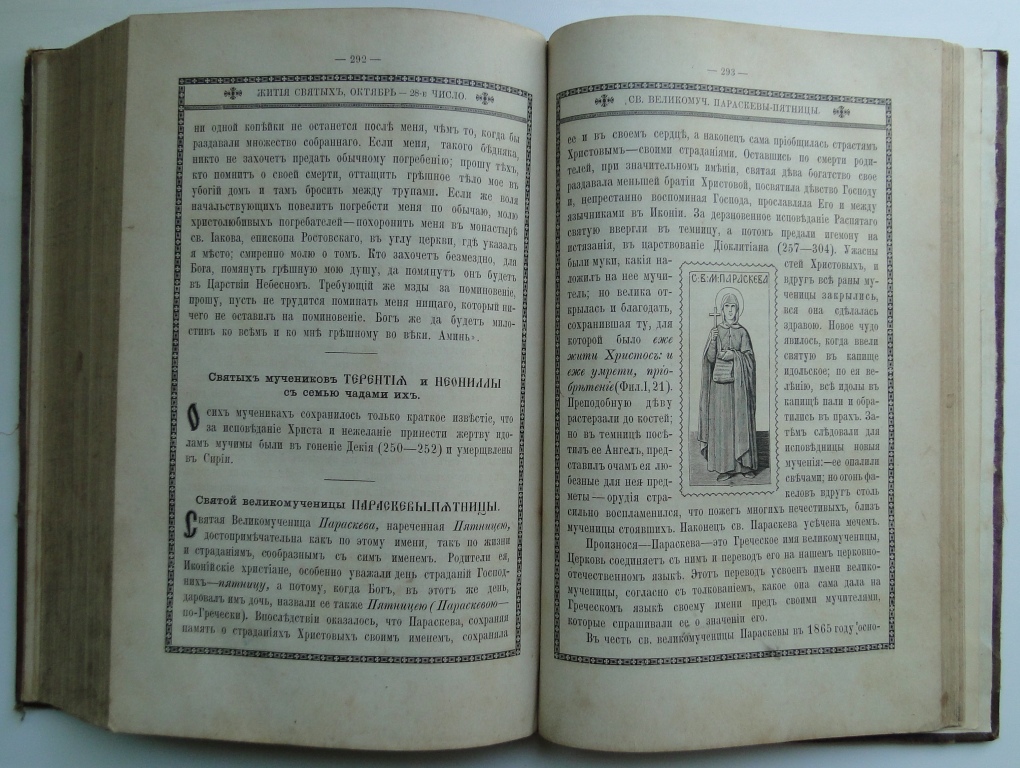 — 292 —
ЖИТІЯ СВЯТЫХЪ, ОКТЯБРЬ — 28-е ЧИСЛО.
ни одной копѣйки не останется послѣ меня, чѣмъ то, когда бы
раздавали множество собраннаго. Если меня, такого бѣдняка,
никто не захочетъ предать обычному погребенію; прошу тѣхъ,
кто помнитъ о своей смерти, оттащить грѣшное тѣло мое въ
убогій домъ и тамъ бросить между трупами. Если же воля
начальствующихъ повелитъ погребсти меня по обычаю, молю
христолюбивыхъ погребателей—похоронить меня въ монастырѣ
св. Іакова, епископа Ростовскаго, въ углу церкви, гдѣ указалъ
я мѣсто; смиренно молю о томъ. Кто захочетъ безмездно, для
Бога, помянуть грѣшную мою душу, да помянутъ онъ будетъ
въ Царствіи Небесномъ. Требующій же мзды за поминовеніе,
прошу, пусть не трудится поминать меня нищаго, который ни-
чего не оставилъ на поминовеніе. Богъ же да будетъ мило-
стивъ ко всѣмъ и ко мнѣ грѣшному во вѣки. Аминь».
Святыхъ мучениковъ ТЕРЕНТІѦ и НЕОНИЛЛЫ
съ семью чадами ихъ.
О сихъ мученикахъ сохранилось только краткое извѣстіе, что
за исповѣданіе Христа и нежеланіе принести жертву идо-
ламъ мучимы были въ гоненіе Декія (250—252) и умерщвлены
въ Сиріи.
Святой великомученицы ПАРАСКЕВЫ-ПѦТНИЦЫ.
Святая Великомученица Параскева, нареченная Пятницею,
достопримѣчательна какъ по этому имени, такъ по жизни
и страданіямъ, сообразнымъ съ симъ именемъ. Родители ея,
Иконійскіе христіане, особенно уважали день страданій Господ-
нихъ—пятницу, а потому, когда Богъ, въ этотъ же день,
даровалъ имъ дочь, назвали ее также Пятницею (Параскевою—
по-Гречески). Впослѣдствіи оказалось, что Параскева, сохраняя
память о страданіяхъ Христовыхъ своимъ именемъ, сохраняла
— 293 —
СВ. ВЕЛИКОМУЧ. ПАРАСКЕВЫ-ПЯТНИЦЫ.
ее и въ своемъ сердцѣ, а наконецъ сама пріобщилась страстямъ
Христовымъ—своими страданіями. Оставшись по смерти роди-
телей, при значительномъ имѣніи, святая дѣва богатство свое
раздавала меньшей братіи Христовой, посвятила дѣвство Господу
и, непрестанно воспоминая Господа, прославляла Его и между
язычниками въ Иконіи. За дерзновенное исповѣданіе Распятаго
святую ввергли въ темницу, а потомъ предали игемону на
истязанія, въ царствованіе Діоклитіана (257—304). Ужасны
были муки, какія на-
ложилъ на нее мучи-
тель; но велика от-
крылась и благодать,
сохранившая ту, для
которой было еже
жити Христосъ: и
еже умрети, пріо-
брѣтеніе (Фил. I, 21).
Преподобную дѣву
растерзали до костей;
но въ темницѣ посѣ-
тилъ ее Ангелъ, пред-
ставилъ очамъ ея лю-
безные для нея пред-
меты—орудія стра-
С. В. М. ПАРАСКЕВА
стей Христовыхъ, и
вдругъ всѣ раны му-
ченицы закрылись,
вся она сдѣлалась
здравою. Новое чудо
явилось, когда ввели
святую въ капище
идольское; по ея ве-
лѣнію, всѣ идолы въ
капищѣ пали и обра-
тились въ прахъ. За-
тѣмъ слѣдовали для
исповѣдницы новыя
мученія:—ее опалили
свѣчами; но огонь фа-
келовъ вдругъ столь
сильно воспламенился, что пожегъ многихъ нечестивыхъ, близъ
мученицы стоявшихъ. Наконецъ св. Параскева усѣчена мечемъ.
Произнося—Параскева—это Греческое имя великомученицы,
Церковь соединяетъ съ нимъ и переводъ его на нашемъ церковно-
отечественномъ языкѣ. Этотъ переводъ усвоенъ имени велико-
мученицы, согласно съ толкованіемъ, какое она сама дала на
Греческомъ языкѣ своему имени предъ своими мучителями,
которые спрашивали ее о значеніи его.
Въ честь св. великомученицы Параскевы въ 1865 году осно-